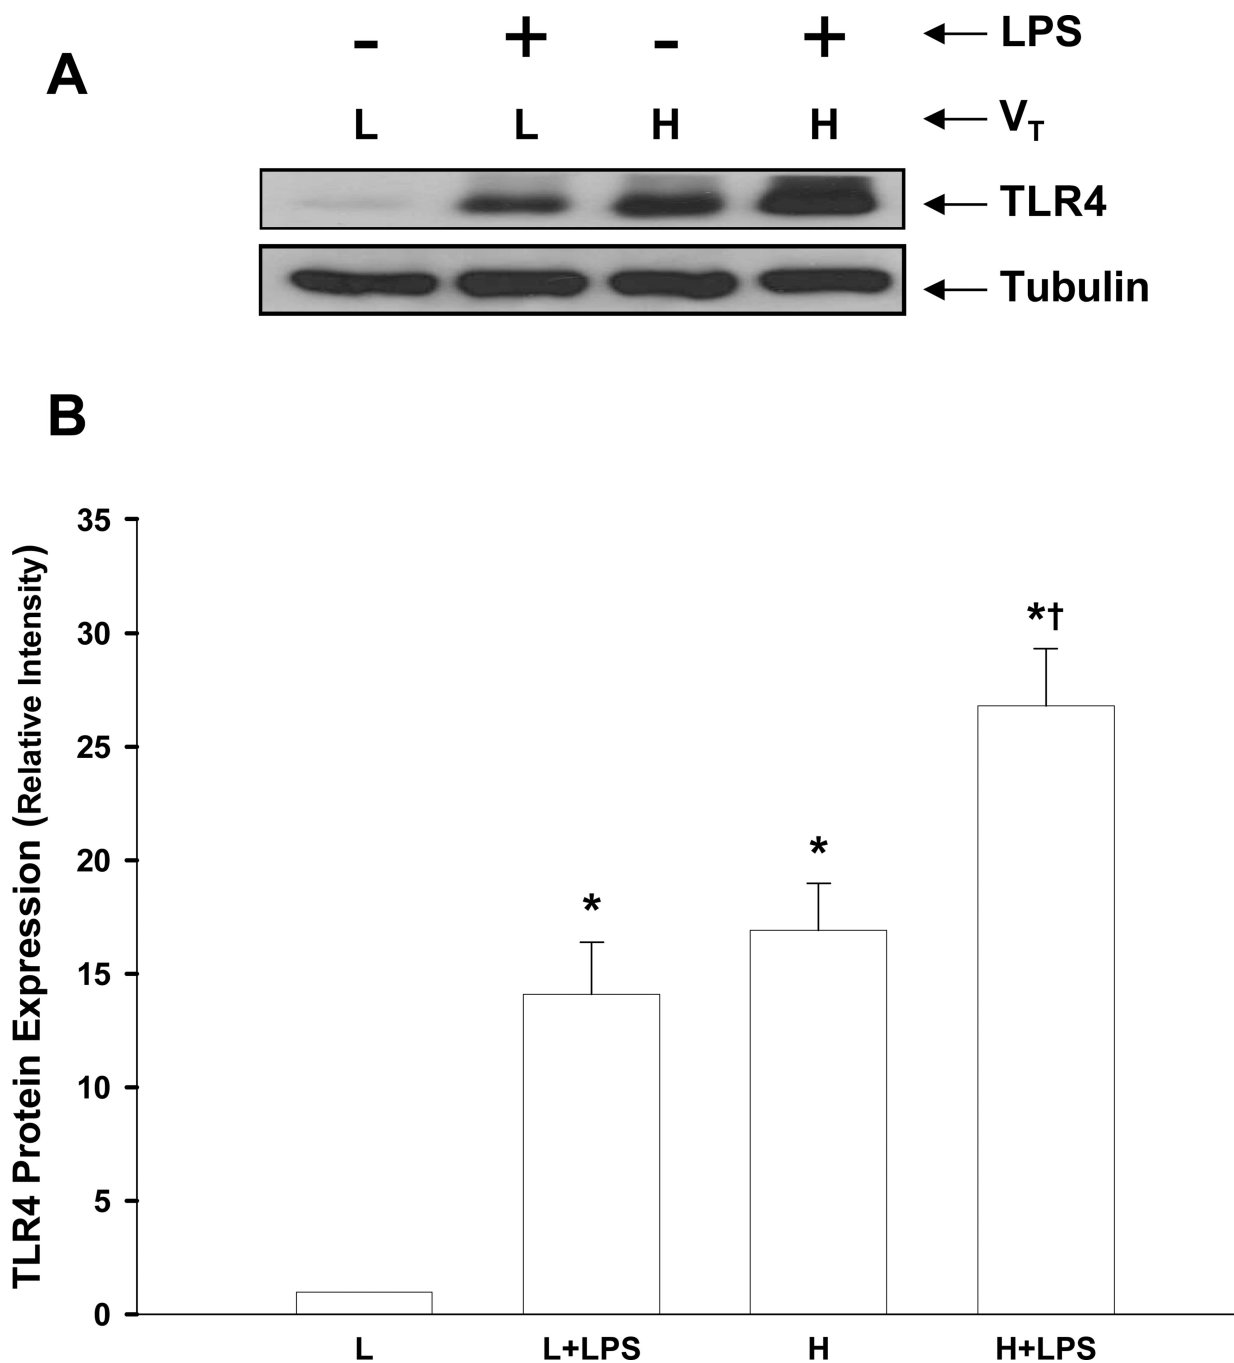 - + - + LPS
A
L L H H VT
TLR4
Tubulin
B
TLR4 Protein Expression (Relative Intensity)
35
30
25
20
15
10
5
0
*
*
*†
L L+LPS H H+LPS